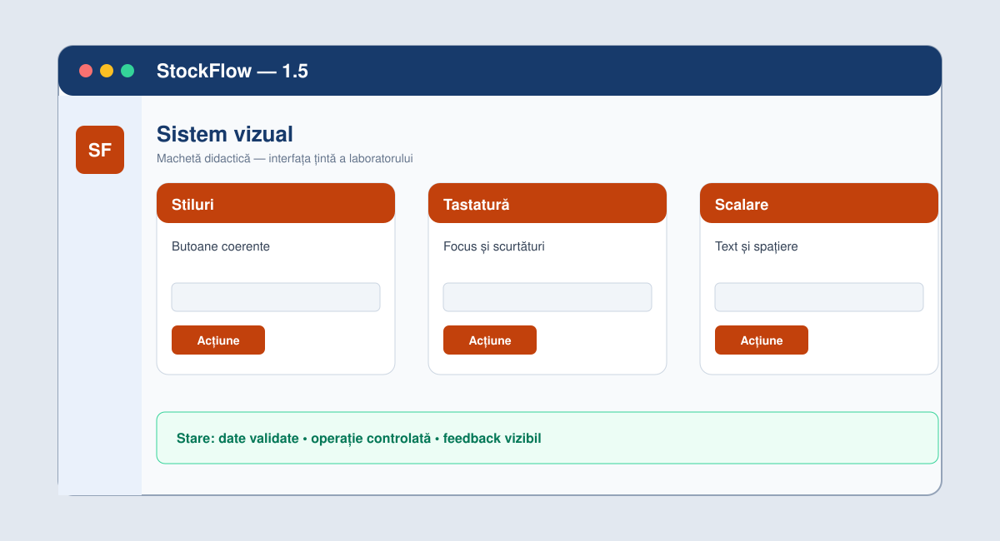 StockFlow — 1.5
SF
Sistem vizual
Machetă didactică — interfața țintă a laboratorului
Stiluri
Butoane coerente
Acțiune
Tastatură
Focus și scurtături
Acțiune
Scalare
Text și spațiere
Acțiune
Stare: date validate • operație controlată • feedback vizibil